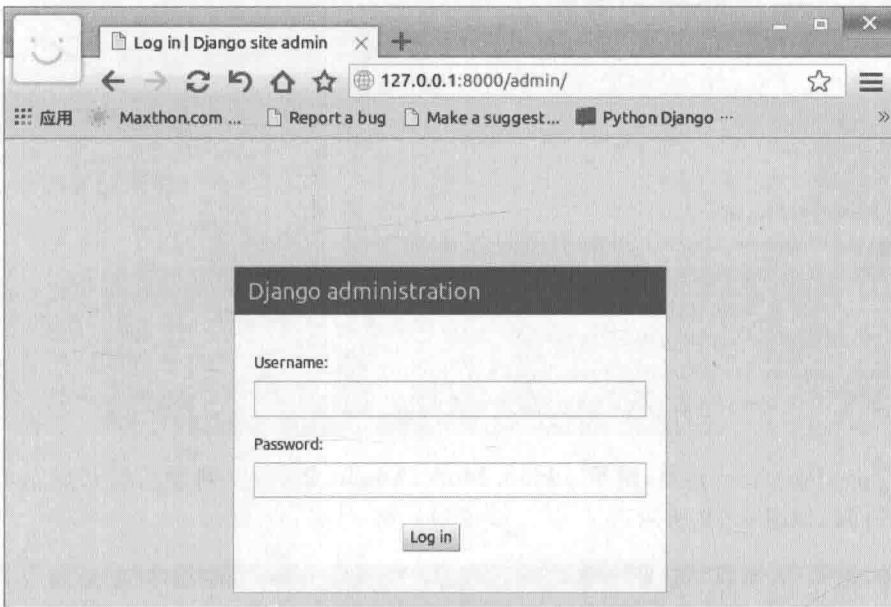 Log in | Django site admin
127.0.0.1:8000/admin/
应用 Maxthon.com ... Report a bug Make a suggest... Python Django ...
Django administration
Username:
Password:
Log in